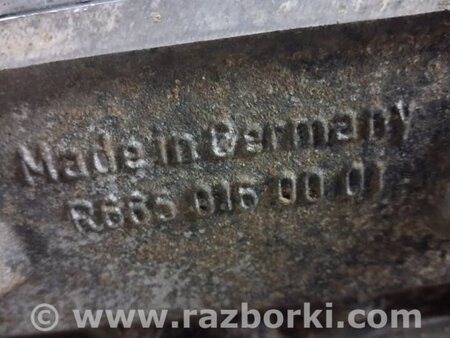 Made in Germany
R665 016 00 01
© - www.razborki.com